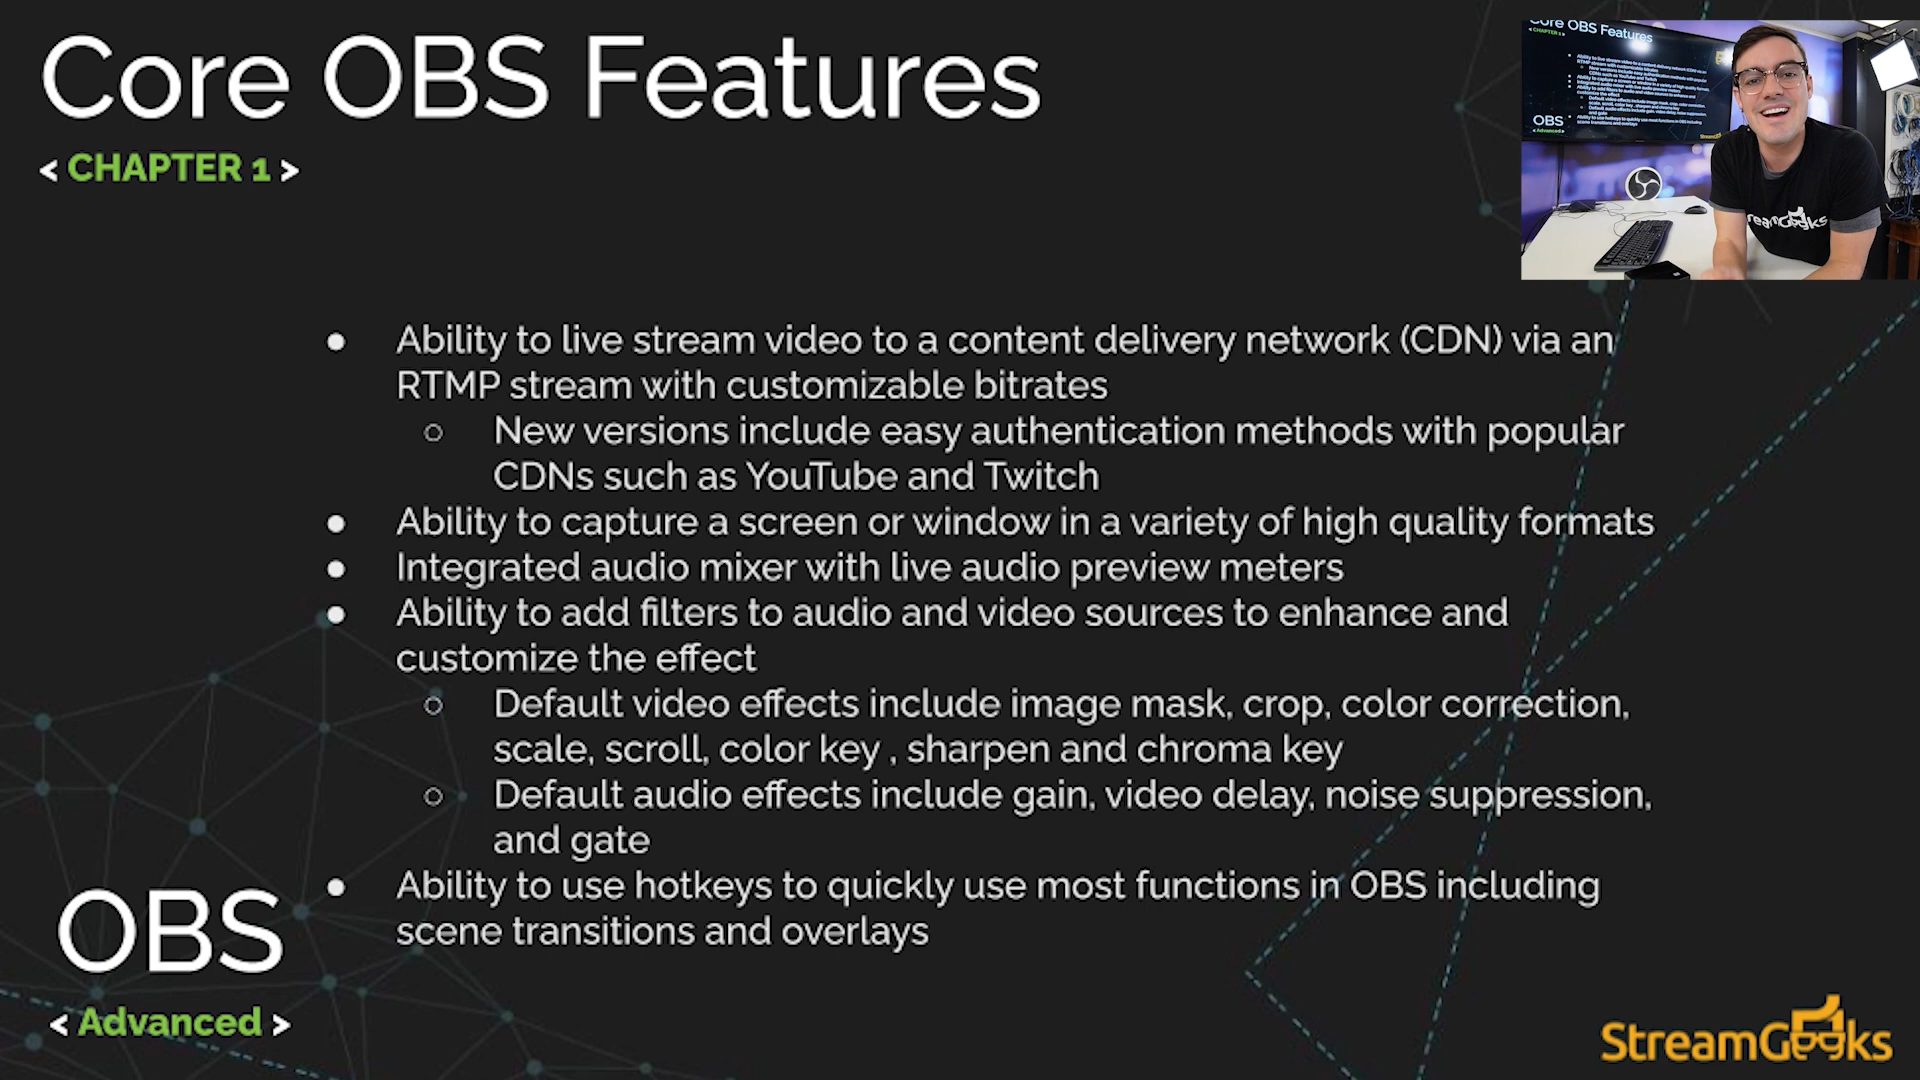 Core OBS Features
< CHAPTER 1 >
● Ability to live stream video to a content delivery network (CDN) via an
RTMP stream with customizable bitrates
○ New versions include easy authentication methods with popular
CDNs such as YouTube and Twitch
● Ability to capture a screen or window in a variety of high quality formats
● Integrated audio mixer with live audio preview meters
● Ability to add filters to audio and video sources to enhance and
customize the effect
○ Default video effects include image mask, crop, color correction,
scale, scroll, color key , sharpen and chroma key
○ Default audio effects include gain, video delay, noise suppression,
and gate
● Ability to use hotkeys to quickly use most functions in OBS including
scene transitions and overlays
OBS
< Advanced >
StreamGeeks
Core OBS Features
OBS